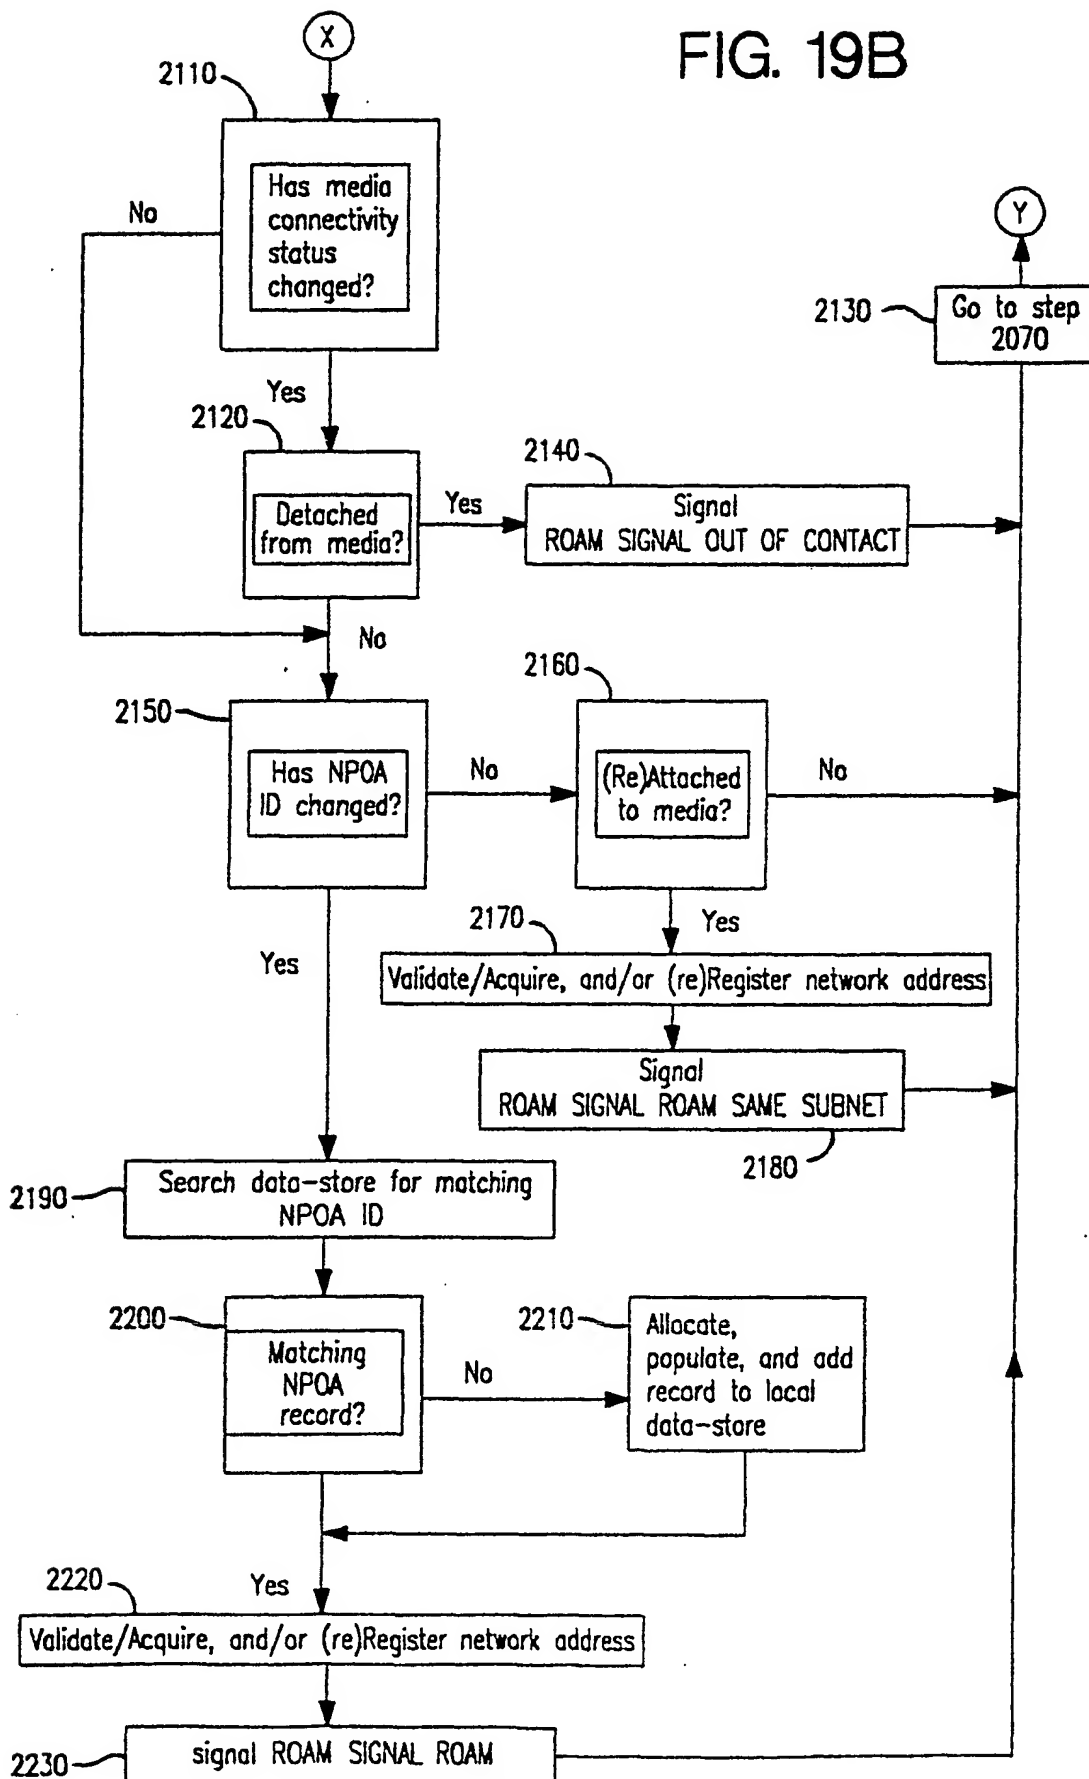 X
FIG. 19B
2110
Has media
connectivity
status
changed?
No
Y
2130
Go to step
2070
Yes
2120
Detached
from media?
Yes
2140
Signal
ROAM SIGNAL OUT OF CONTACT
No
2150
Has NPOA
ID changed?
No
2160
(Re)Attached
to media?
No
Yes
2170
Yes
Validate/Acquire, and/or (re)Register network address
Signal
ROAM SIGNAL ROAM SAME SUBNET
2180
2190
Search data-store for matching
NPOA ID
2200
Matching
NPOA
record?
No
2210
Allocate,
populate, and add
record to local
data-store
2220
Yes
Validate/Acquire, and/or (re)Register network address
2230
signal ROAM SIGNAL ROAM